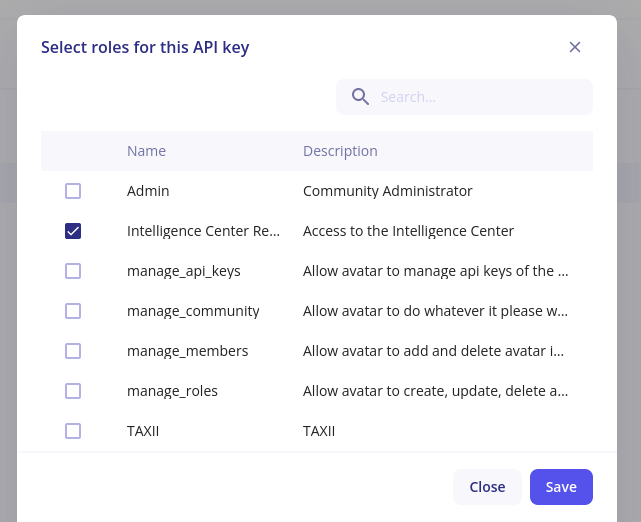 Select roles for this API key
Search...
Name Description
Admin Community Administrator
Intelligence Center Re... Access to the Intelligence Center
manage_api_keys Allow avatar to manage api keys of the ...
manage_community Allow avatar to do whatever it please w...
manage_members Allow avatar to add and delete avatar i...
manage_roles Allow avatar to create, update, delete a...
TAXII TAXII
Close Save